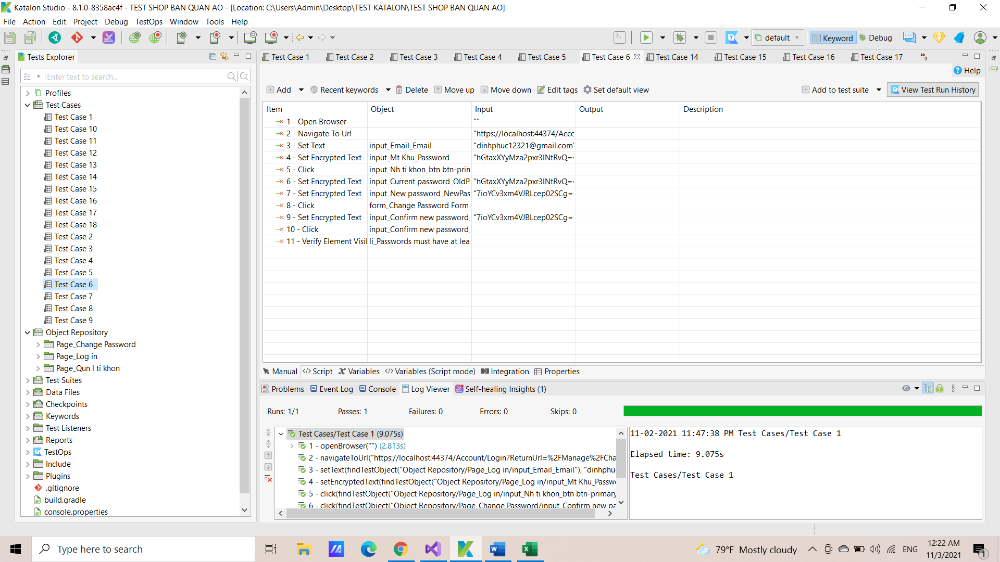 Katalon Studio - 8.1.0-8358ac4f - TEST SHOP BAN QUAN AO - [Location: C:\Users\Admin\Desktop\TEST KATALON\TEST SHOP BAN QUAN AO]
File Action Edit Project Debug TestOps Window Tools Help
default Keyword Debug
Tests Explorer
Test Case 1 Test Case 2 Test Case 3 Test Case 4 Test Case 5 Test Case 6 Test Case 14 Test Case 15 Test Case 16 Test Case 17 »9
Help
Enter text to search...
Add Recent keywords Delete Move up Move down Edit tags Set default view Add to test suite View Test Run History
Profiles
Test Cases
Test Case 1
Test Case 10
Test Case 11
Test Case 12
Test Case 13
Test Case 14
Test Case 15
Test Case 16
Test Case 17
Test Case 18
Test Case 2
Test Case 3
Test Case 4
Test Case 5
Test Case 6
Test Case 7
Test Case 8
Test Case 9
Object Repository
Page_Change Password
Page_Log in
Page_Qun l ti khon
Test Suites
Data Files
Checkpoints
Keywords
Test Listeners
Reports
TestOps
Include
Plugins
.gitignore
build.gradle
console.properties
Item Object Input Output Description
1 - Open Browser ""
2 - Navigate To Url "https://localhost:44374/Acco
3 - Set Text input_Email_Email "dinhphuc12321@gmail.com"
4 - Set Encrypted Text input_Mt Khu_Password "hGtaxXYyMza2pxr3lNtRvQ=
5 - Click input_Nh ti khon_btn btn-prim
6 - Set Encrypted Text input_Current password_OldP "hGtaxXYyMza2pxr3lNtRvQ=
7 - Set Encrypted Text input_New password_NewPas "7ioYCv3xm4VJBLcep02SCg=
8 - Click form_Change Password Form
9 - Set Encrypted Text input_Confirm new password_ "7ioYCv3xm4VJBLcep02SCg=
10 - Click input_Confirm new password_
11 - Verify Element Visi li_Passwords must have at lea
Manual Script Variables Variables (Script mode) Integration Properties
Problems Event Log Console Log Viewer Self-healing Insights (1)
Runs: 1/1 Passes: 1 Failures: 0 Errors: 0 Skips: 0
Test Cases/Test Case 1 (9.075s)
1 - openBrowser("") (2.813s)
2 - navigateToUrl("https://localhost:44374/Account/Login?ReturnUrl=%2FManage%2FCha
3 - setText(findTestObject("Object Repository/Page_Log in/input_Email_Email"), "dinhphu
4 - setEncryptedText(findTestObject("Object Repository/Page_Log in/input_Mt Khu_Passw
5 - click(findTestObject("Object Repository/Page_Log in/input_Nh ti khon_btn btn-primary
6 - click(findTestObject("Object Repository/Page_Change Password/input_Confirm new pa
11-02-2021 11:47:38 PM Test Cases/Test Case 1
Elapsed time: 9.075s
Test Cases/Test Case 1
Type here to search
79°F Mostly cloudy
ENG
12:22 AM
11/3/2021
1